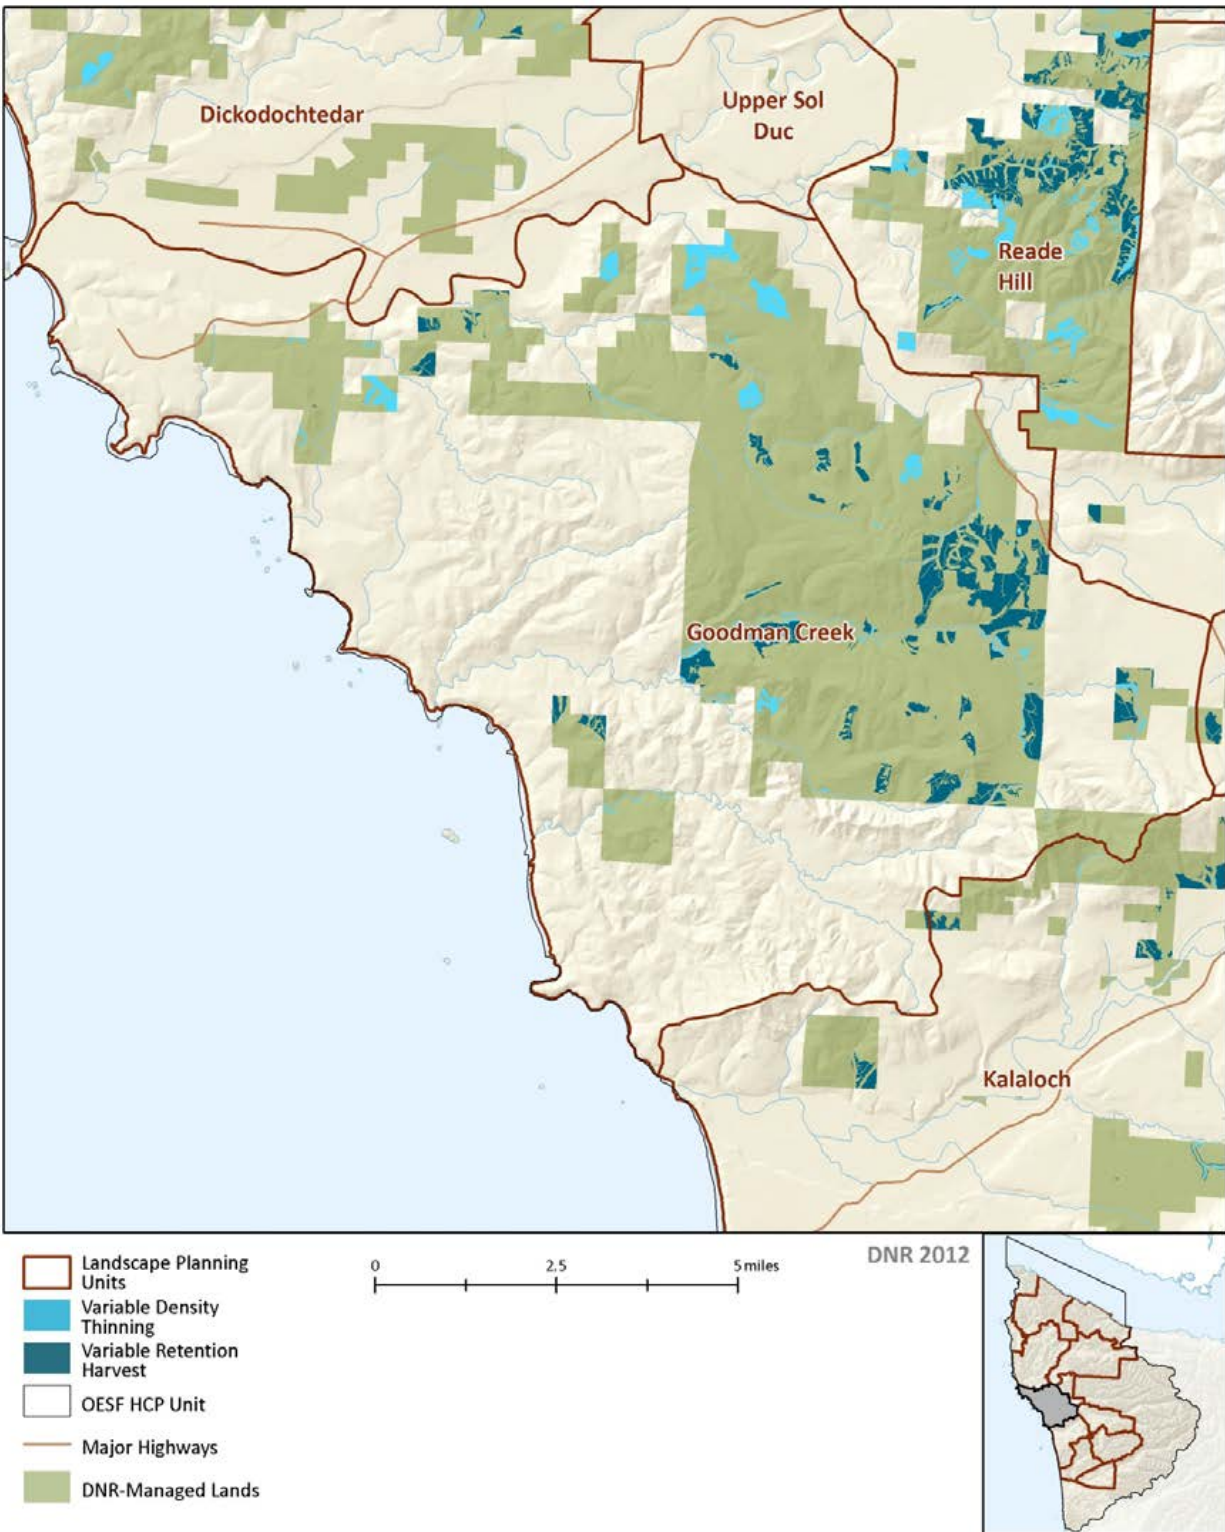 Dickodochtedar
Upper Sol
Duc
Reade
Hill
Goodman Creek
Kalaloch
Landscape Planning
Units
Variable Density
Thinning
Variable Retention
Harvest
OESF HCP Unit
Major Highways
DNR-Managed Lands
0 2.5 5 miles
DNR 2012